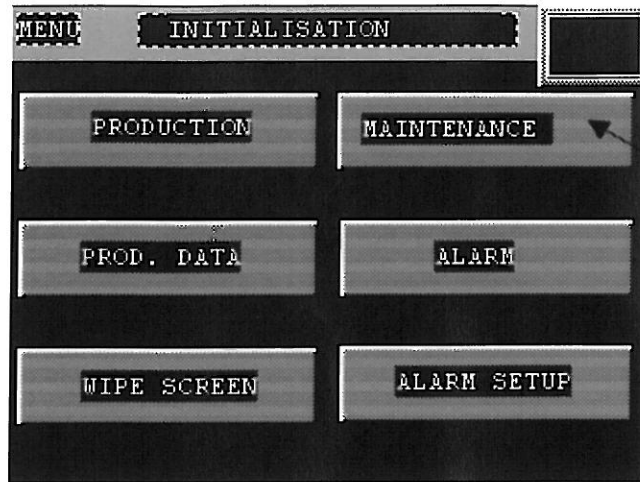 MENU INITIALISATION
PRODUCTION MAINTENANCE
PROD. DATA ALARM
WIPE SCREEN ALARM SETUP